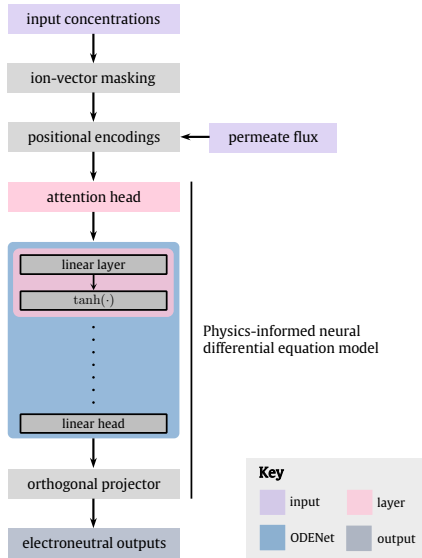 input concentrations
ion-vector masking
positional encodings
permeate flux
attention head
linear layer
tanh(·)
linear head
Physics-informed neural
differential equation model
orthogonal projector
electroneutral outputs
Key
input
layer
ODENet
output